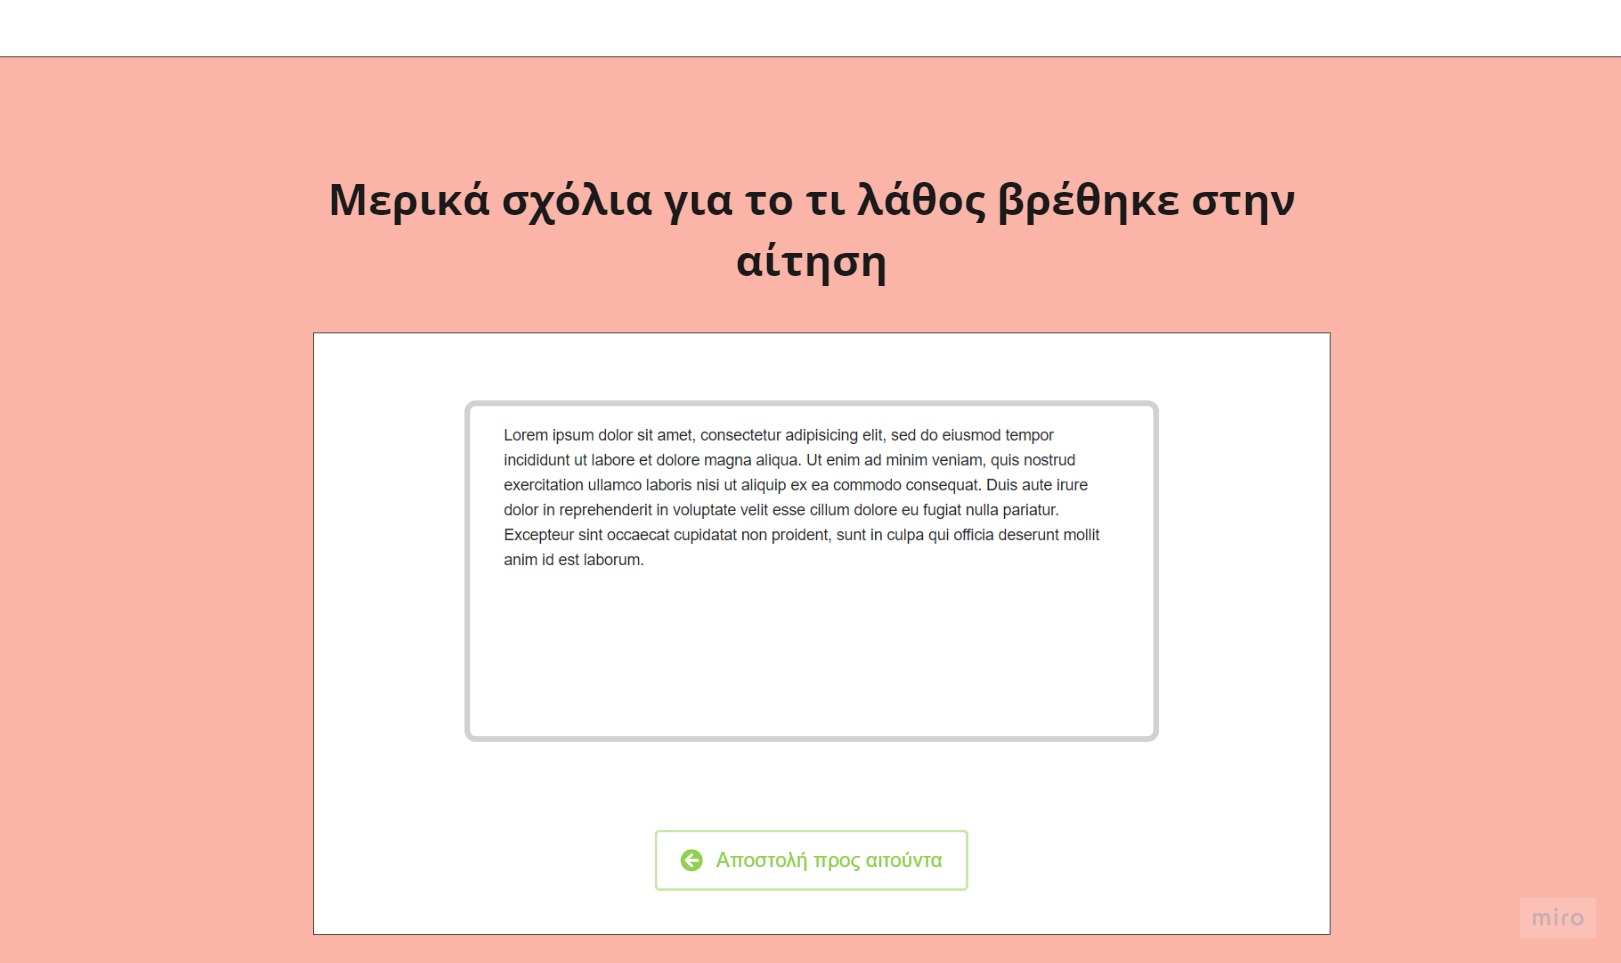 Μερικά σχόλια για το τι λάθος βρέθηκε στην
αίτηση
Lorem ipsum dolor sit amet, consectetur adipisicing elit, sed do eiusmod tempor
incididunt ut labore et dolore magna aliqua. Ut enim ad minim veniam, quis nostrud
exercitation ullamco laboris nisi ut aliquip ex ea commodo consequat. Duis aute irure
dolor in reprehenderit in voluptate velit esse cillum dolore eu fugiat nulla pariatur.
Excepteur sint occaecat cupidatat non proident, sunt in culpa qui officia deserunt mollit
anim id est laborum.
Αποστολή προς αιτούντα
miro